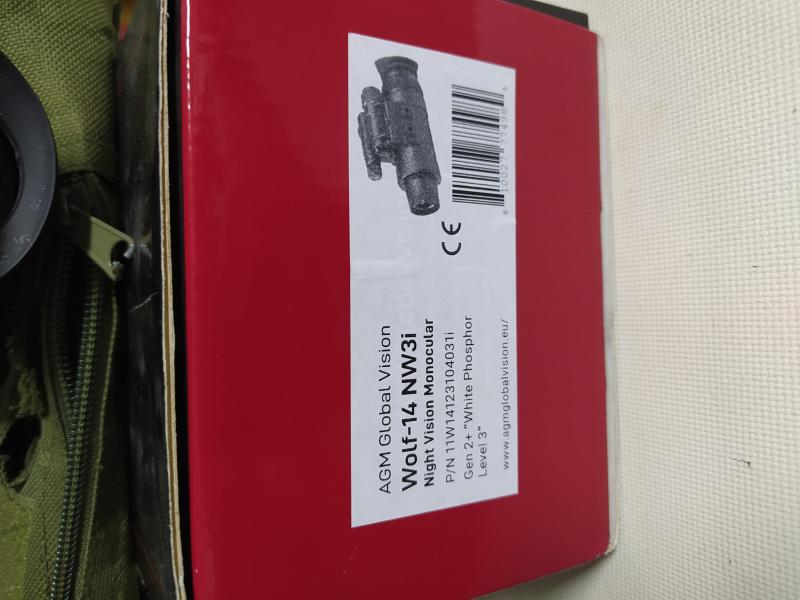 AGM Global Vision
Wolf-14 NW3i
Night Vision Monocular
P/N 11W14123104031i
Gen 2+ "White Phosphor
Level 3"
www.agmglobalvision.eu/
CE